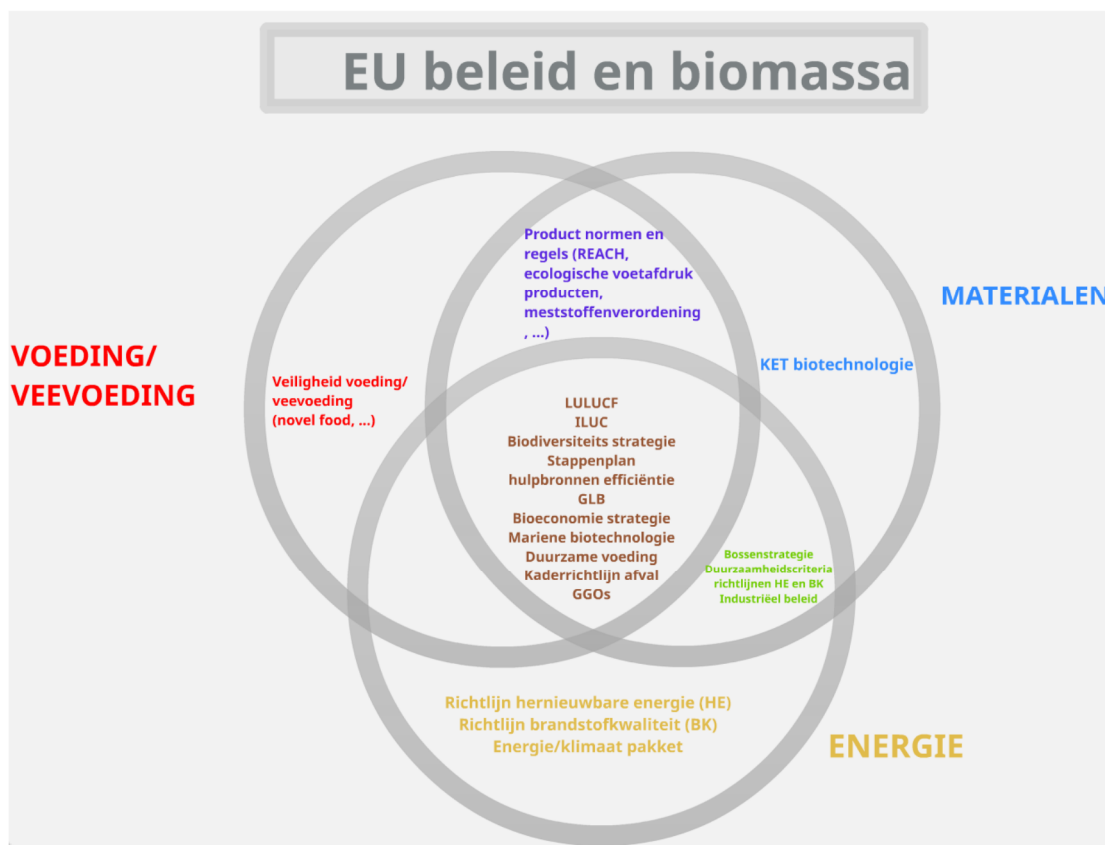 EU beleid en biomassa
Product normen en
regels (REACH,
ecologische voetafdruk
producten,
meststoffenverordening
, ...)
MATERIALEN
VOEDING/
VEEVOEDING
KET biotechnologie
Veiligheid voeding/
veevoeding
(novel food, ...)
LULUCF
ILUC
Biodiversiteits strategie
Stappenplan
hulpbronnen efficiëntie
GLB
Bioeconomie strategie
Mariene biotechnologie
Duurzame voeding
Kaderrichtlijn afval
GGOs
Bossenstrategie
Duurzaamheidscriteria
richtlijnen HE en BK
Industriëel beleid
Richtlijn hernieuwbare energie (HE)
Richtlijn brandstofkwaliteit (BK)
Energie/klimaat pakket
ENERGIE